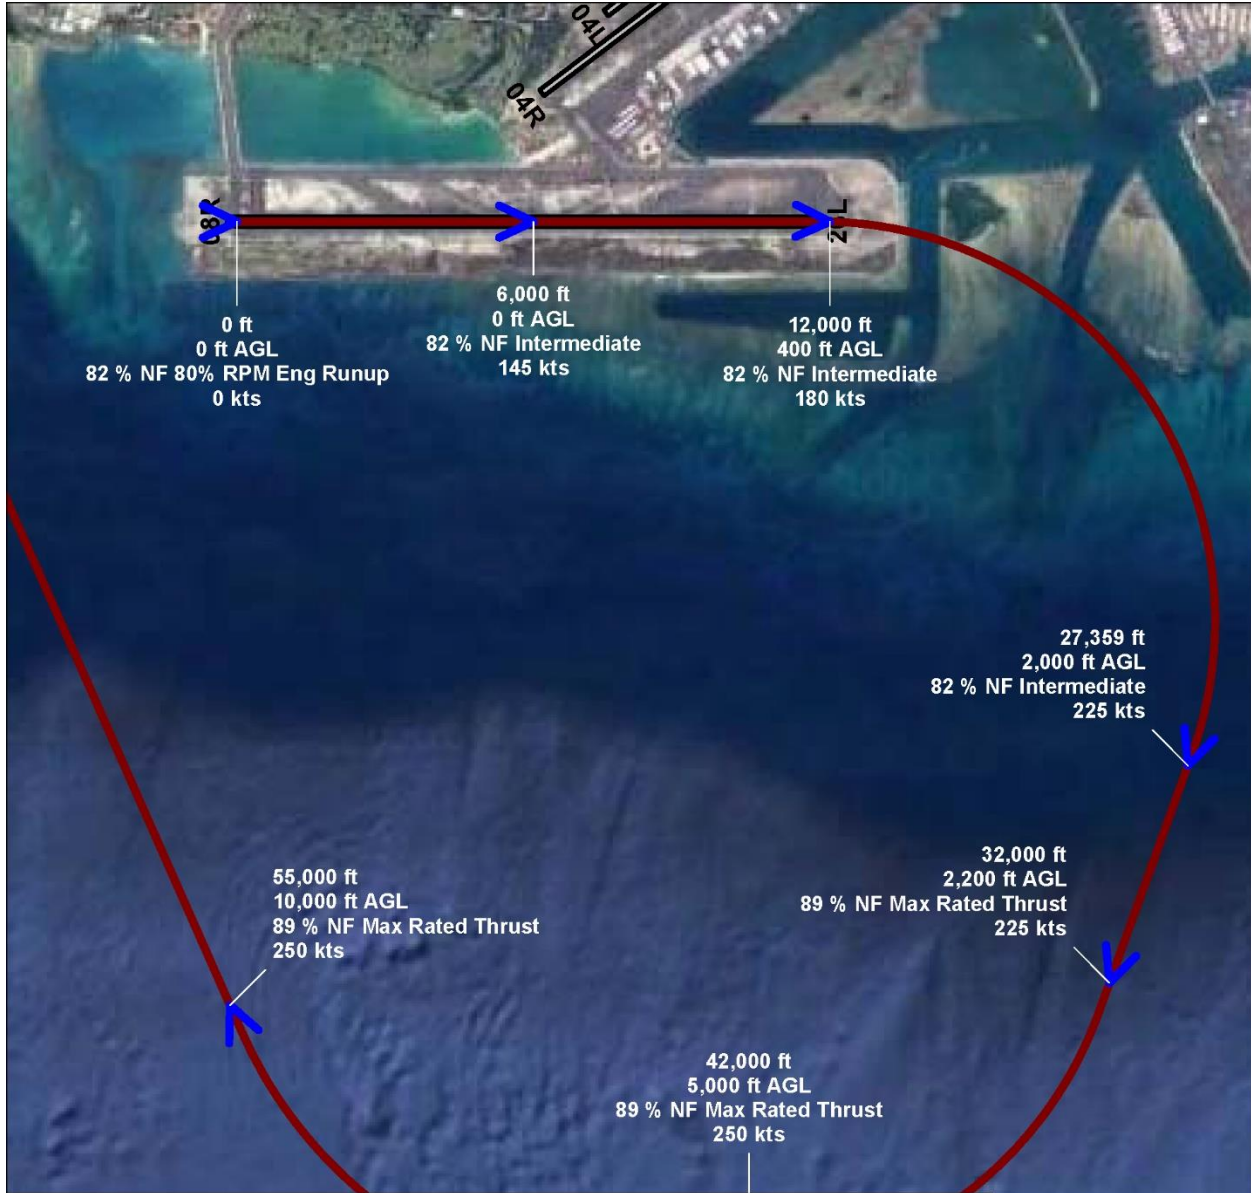 04L
04R
08R
26L
0 ft
0 ft AGL
82 % NF 80% RPM Eng Runup
0 kts
6,000 ft
0 ft AGL
82 % NF Intermediate
145 kts
12,000 ft
400 ft AGL
82 % NF Intermediate
180 kts
27,359 ft
2,000 ft AGL
82 % NF Intermediate
225 kts
32,000 ft
2,200 ft AGL
89 % NF Max Rated Thrust
225 kts
55,000 ft
10,000 ft AGL
89 % NF Max Rated Thrust
250 kts
42,000 ft
5,000 ft AGL
89 % NF Max Rated Thrust
250 kts